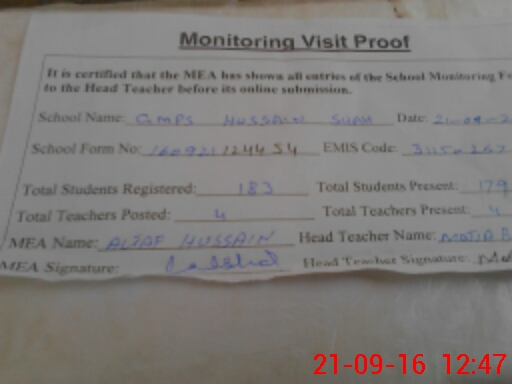 Monitoring Visit Proof
It is certified that the MEA has shown all entries of the School Monitoring
to the Head Teacher before its online submission.
School Name: GMPS HUSSAIN SHAH Date: 21-09-
School Form No: EMIS Code:
Total Students Registered: 183 Total Students Present: 179
Total Teachers Posted: 4 Total Teachers Present: 4
MEA Name: ALTAF HUSSAIN Head Teacher Name:
MEA Signature: Head Teacher Signature:
21-09-16 12:47